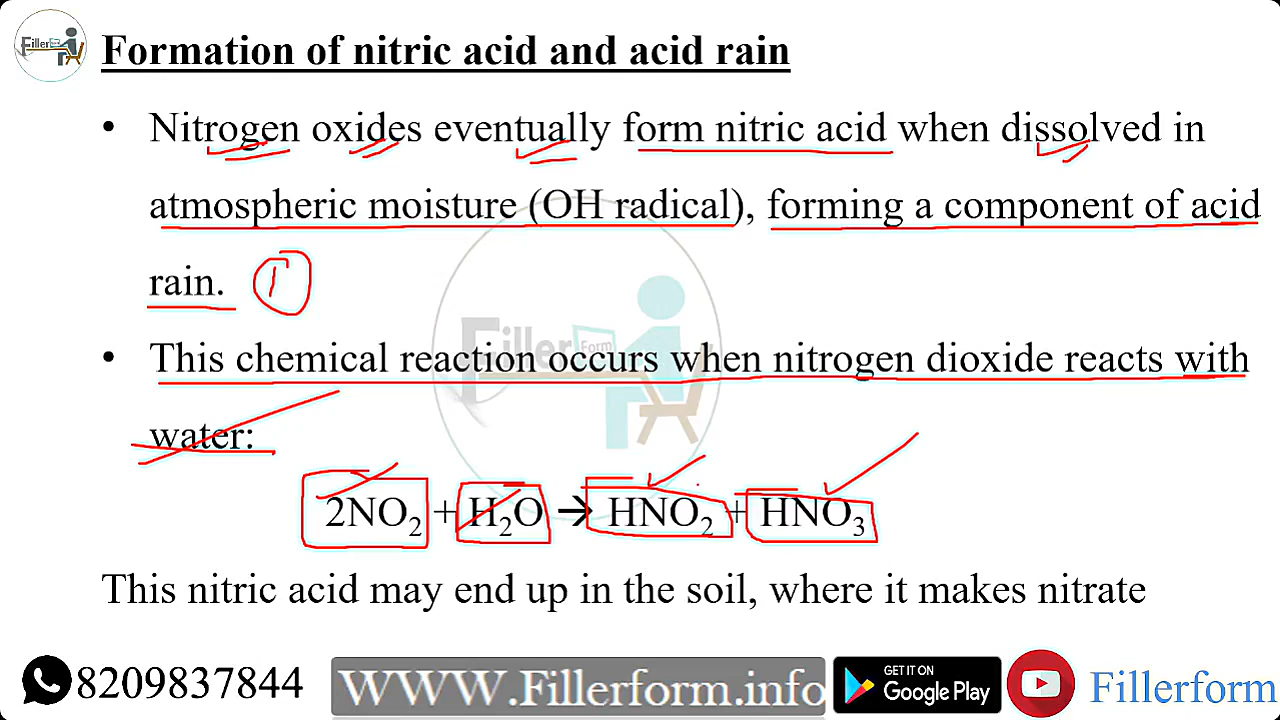 Filler
Formation of nitric acid and acid rain
• Nitrogen oxides eventually form nitric acid when dissolved in
atmospheric moisture (OH radical), forming a component of acid
rain. 1
Filler Form
• This chemical reaction occurs when nitrogen dioxide reacts with
water:
2NO₂ + H₂O → HNO₂ + HNO₃
This nitric acid may end up in the soil, where it makes nitrate
8209837844
WWW.Fillerform.info
GET IT ON
Google Play
Fillerform